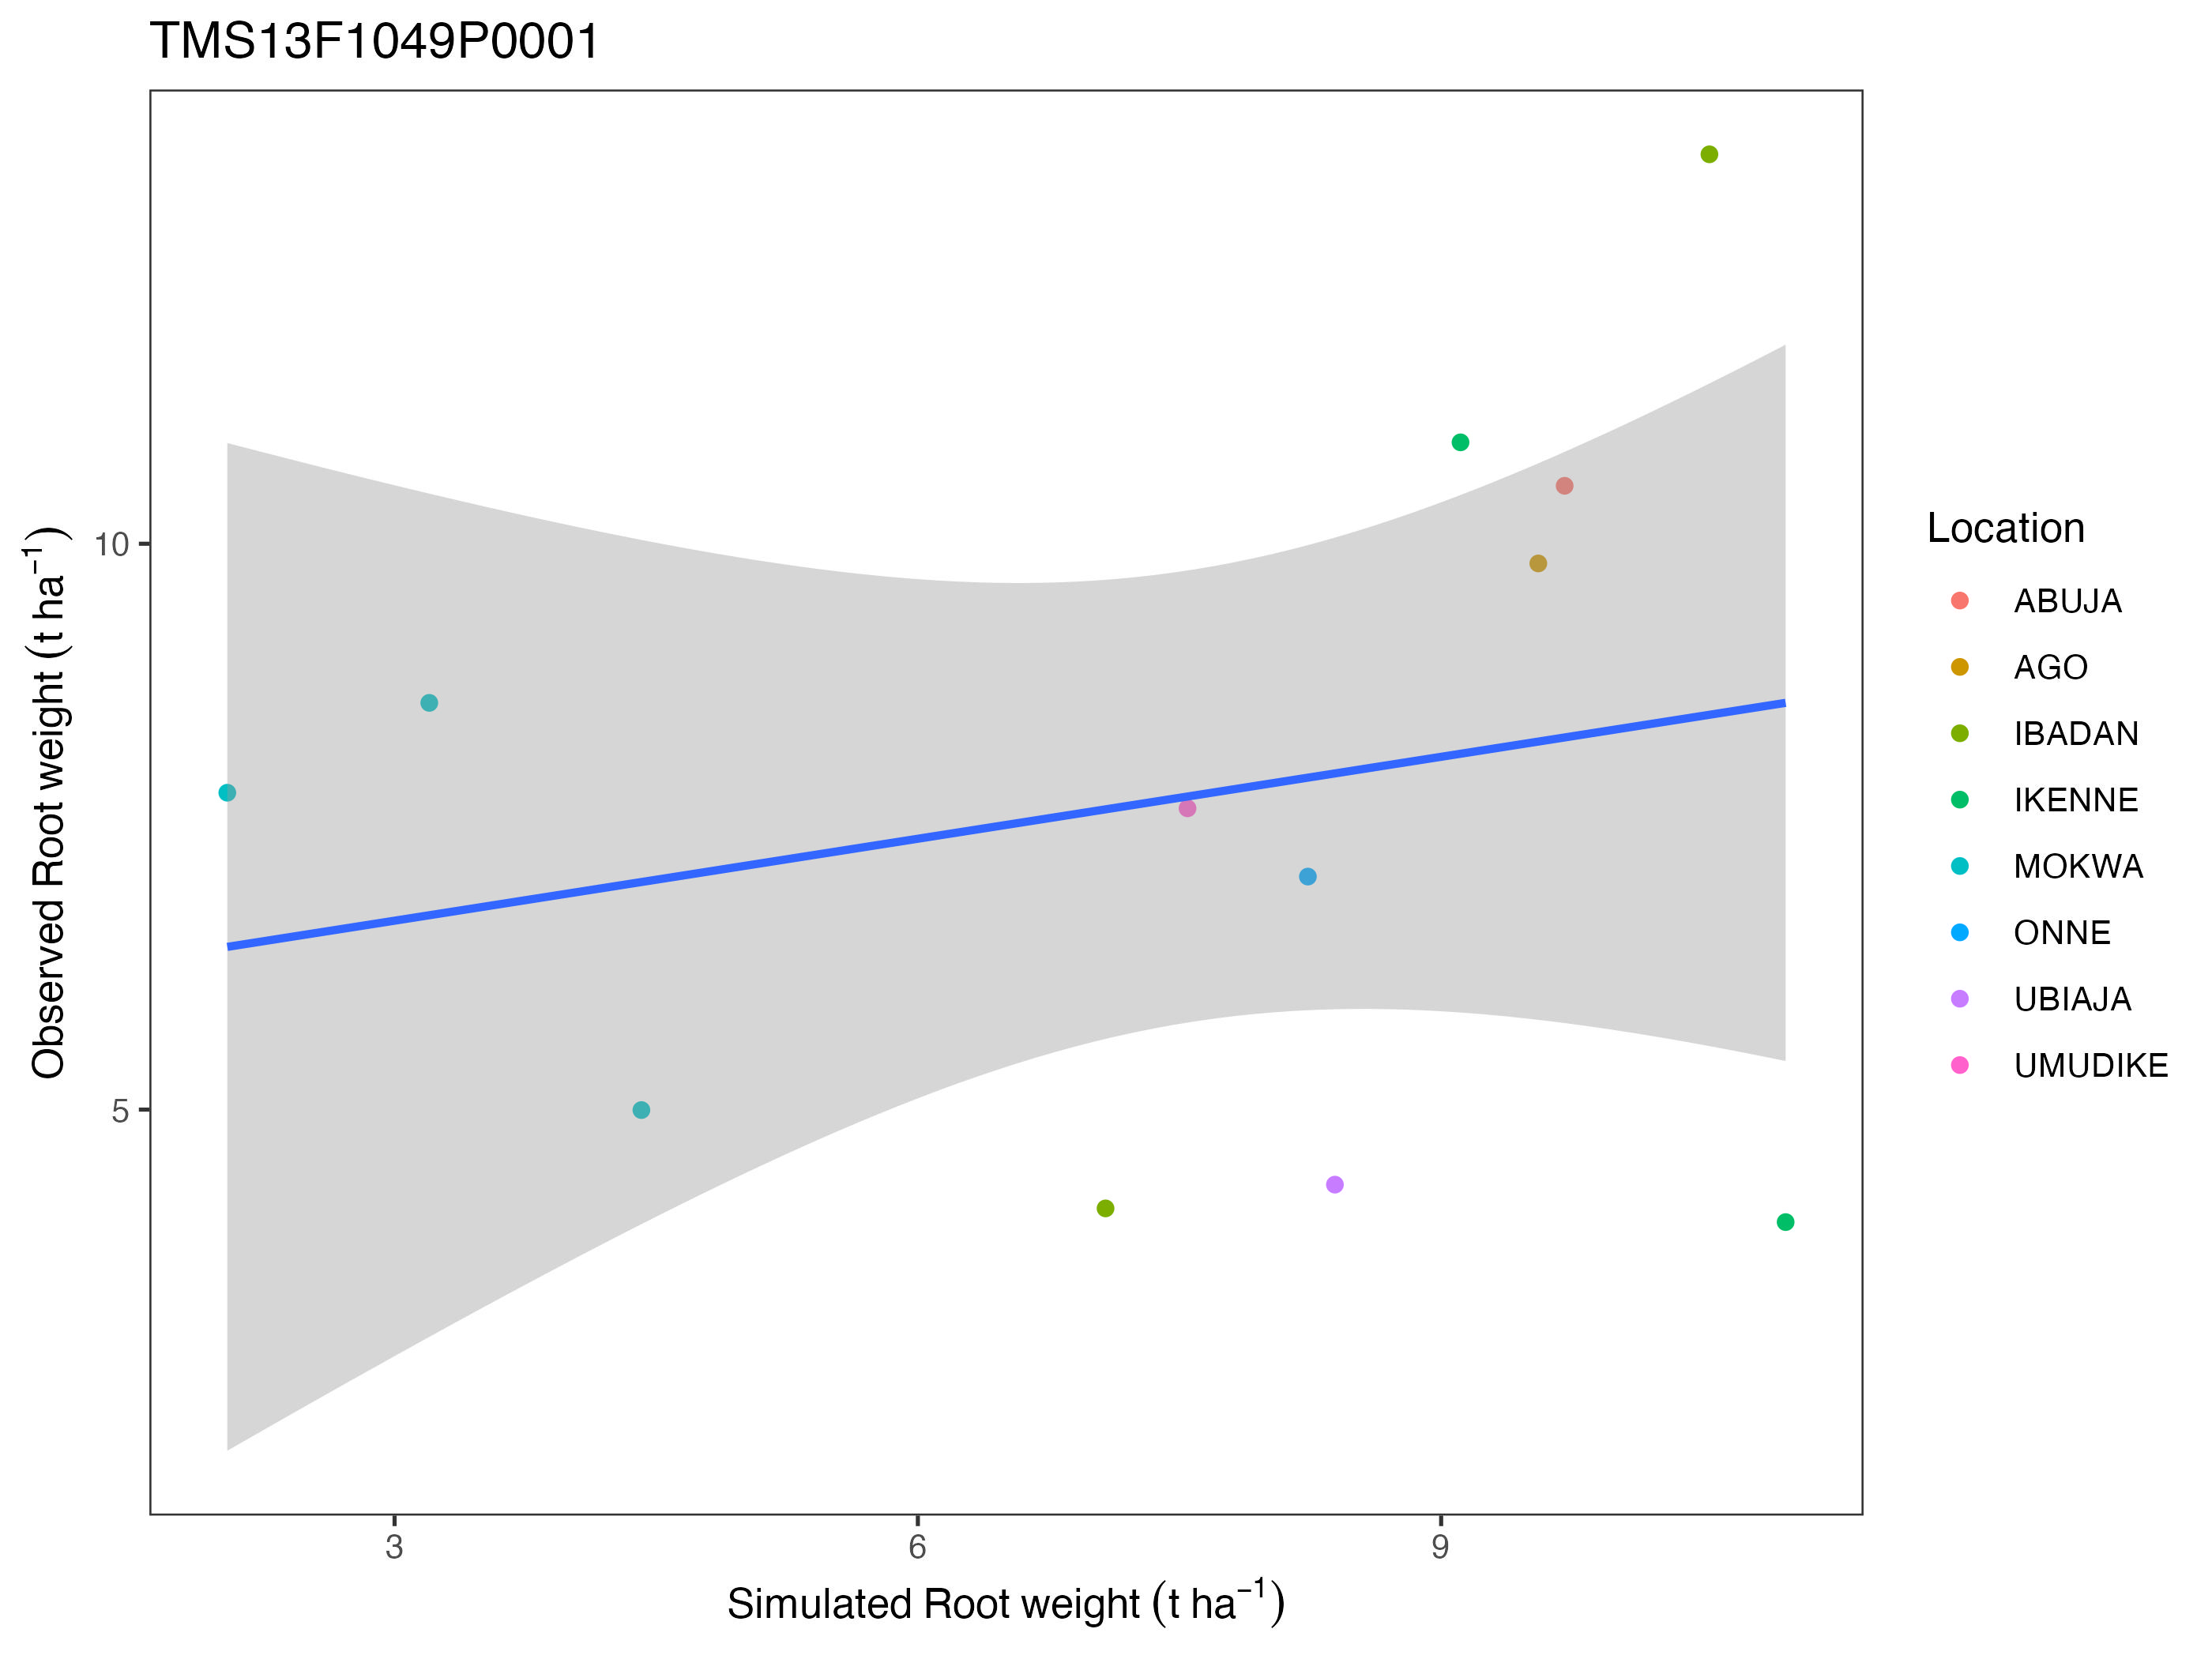 TMS13F1049P0001
Observed Root weight (t ha⁻¹)
10
5
3 6 9
Simulated Root weight (t ha⁻¹)
Location
ABUJA
AGO
IBADAN
IKENNE
MOKWA
ONNE
UBIAJA
UMUDIKE